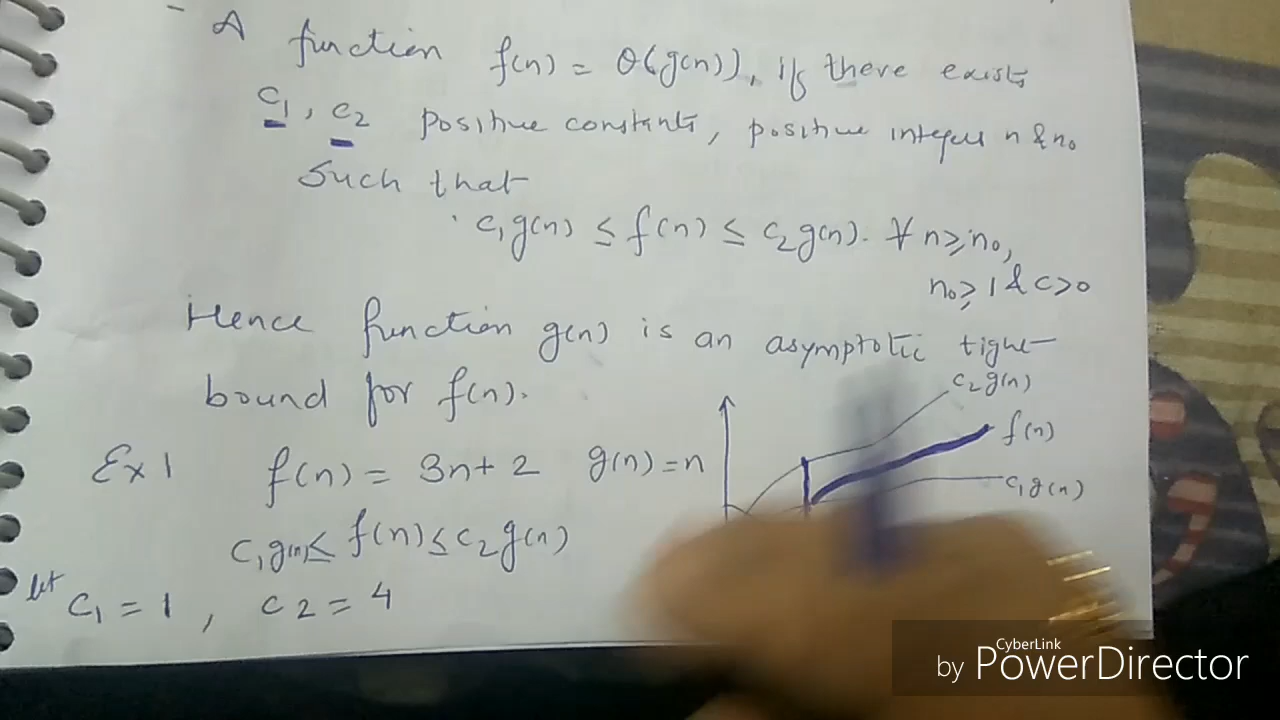 - A function f(n) = θ(g(n)), if there exists
c₁, c₂ positive constants, positive integers n & n₀
Such that
c₁g(n) ≤ f(n) ≤ c₂g(n). ∀ n ≥ n₀,
n₀ ≥ 1 & c > 0
Hence function g(n) is an asymptotic tight
bound for f(n).
c₂g(n)
f(n)
c₁g(n)
Ex 1 f(n) = 3n + 2 g(n) = n
c₁g(n) ≤ f(n) ≤ c₂g(n)
let c₁ = 1, c₂ = 4
CyberLink
by PowerDirector